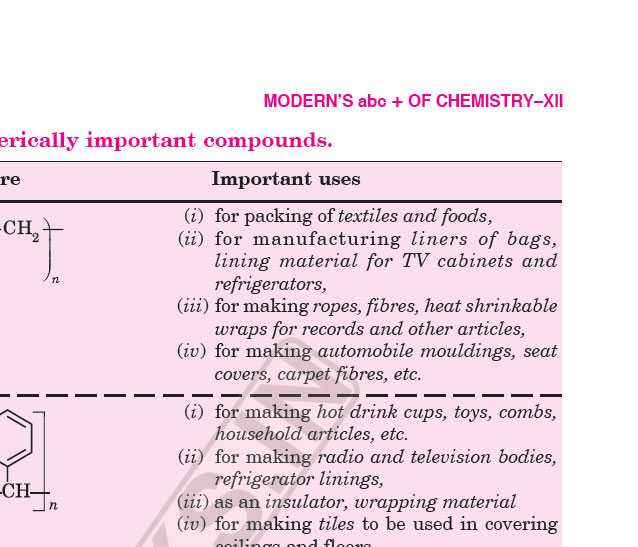 MODERN'S abc + OF CHEMISTRY–XII
erically important compounds.
re Important uses
CH2 n
(i) for packing of textiles and foods,
(ii) for manufacturing liners of bags,
lining material for TV cabinets and
refrigerators,
(iii) for making ropes, fibres, heat shrinkable
wraps for records and other articles,
(iv) for making automobile mouldings, seat
covers, carpet fibres, etc.
(i) for making hot drink cups, toys, combs,
household articles, etc.
(ii) for making radio and television bodies,
refrigerator linings,
CH n
(iii) as an insulator, wrapping material
(iv) for making tiles to be used in covering
ceilings and floors